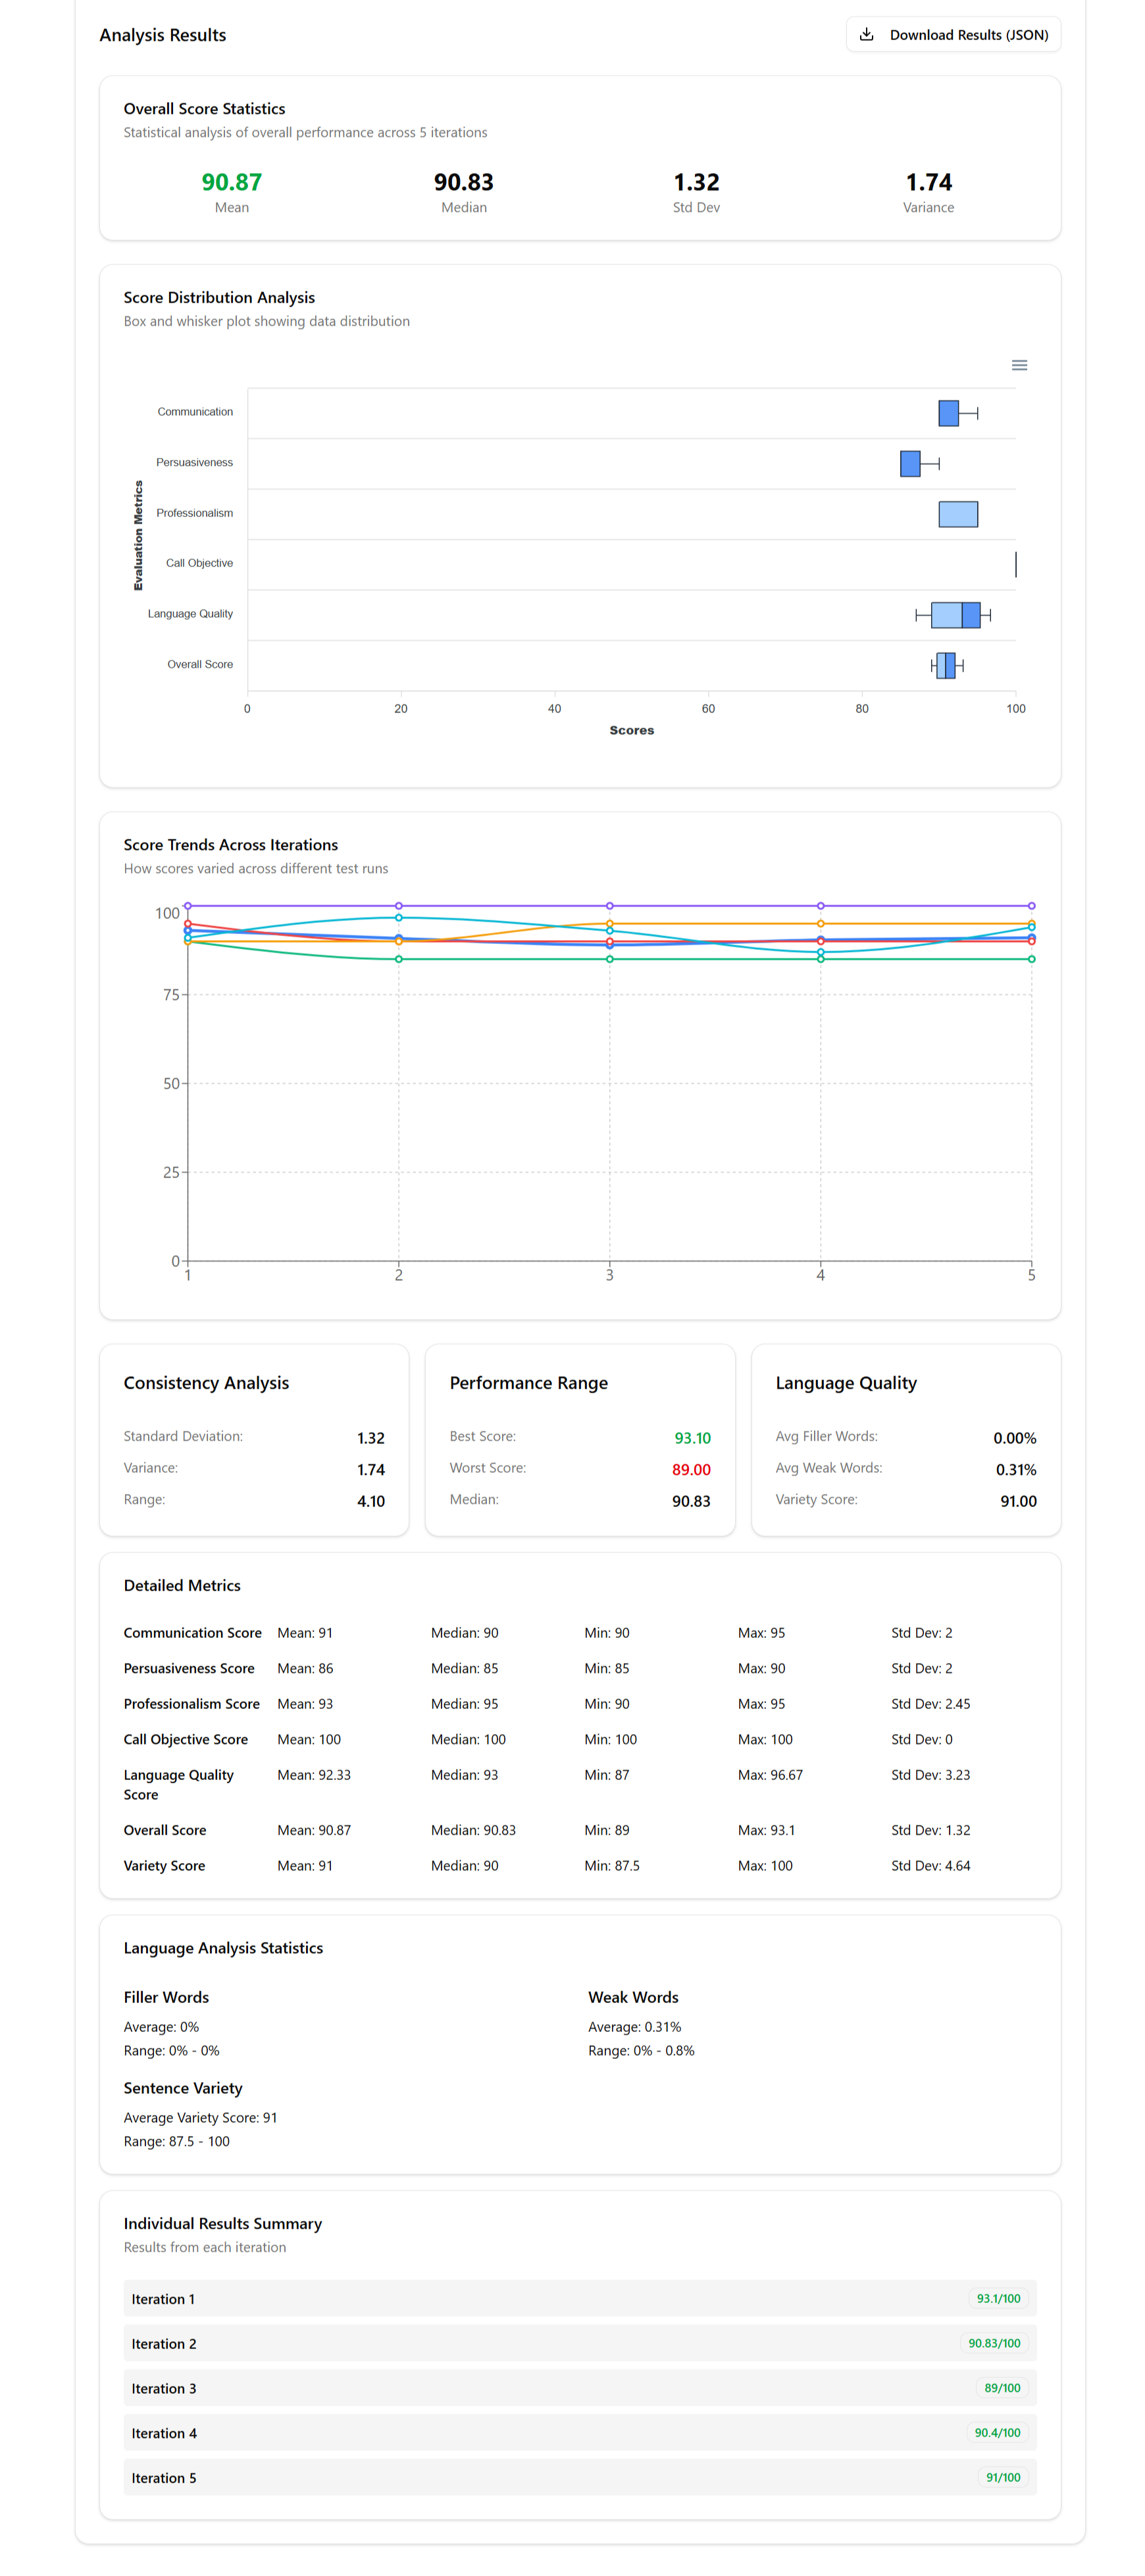 Analysis Results
Download Results (JSON)
Overall Score Statistics
Statistical analysis of overall performance across 5 iterations
90.87
Mean
90.83
Median
1.32
Std Dev
1.74
Variance
Score Distribution Analysis
Box and whisker plot showing data distribution
Evaluation Metrics
Communication
Persuasiveness
Professionalism
Call Objective
Language Quality
Overall Score
0 20 40 60 80 100
Scores
Score Trends Across Iterations
How scores varied across different test runs
100
75
50
25
0
1 2 3 4 5
Consistency Analysis
Standard Deviation: 1.32
Variance: 1.74
Range: 4.10
Performance Range
Best Score: 93.10
Worst Score: 89.00
Median: 90.83
Language Quality
Avg Filler Words: 0.00%
Avg Weak Words: 0.31%
Variety Score: 91.00
Detailed Metrics
Communication Score Mean: 91 Median: 90 Min: 90 Max: 95 Std Dev: 2
Persuasiveness Score Mean: 86 Median: 85 Min: 85 Max: 90 Std Dev: 2
Professionalism Score Mean: 93 Median: 95 Min: 90 Max: 95 Std Dev: 2.45
Call Objective Score Mean: 100 Median: 100 Min: 100 Max: 100 Std Dev: 0
Language Quality Mean: 92.33 Median: 93 Min: 87 Max: 96.67 Std Dev: 3.23
Score
Overall Score Mean: 90.87 Median: 90.83 Min: 89 Max: 93.1 Std Dev: 1.32
Variety Score Mean: 91 Median: 90 Min: 87.5 Max: 100 Std Dev: 4.64
Language Analysis Statistics
Filler Words
Average: 0%
Range: 0% - 0%
Weak Words
Average: 0.31%
Range: 0% - 0.8%
Sentence Variety
Average Variety Score: 91
Range: 87.5 - 100
Individual Results Summary
Results from each iteration
Iteration 1 93.1/100
Iteration 2 90.83/100
Iteration 3 89/100
Iteration 4 90.4/100
Iteration 5 91/100